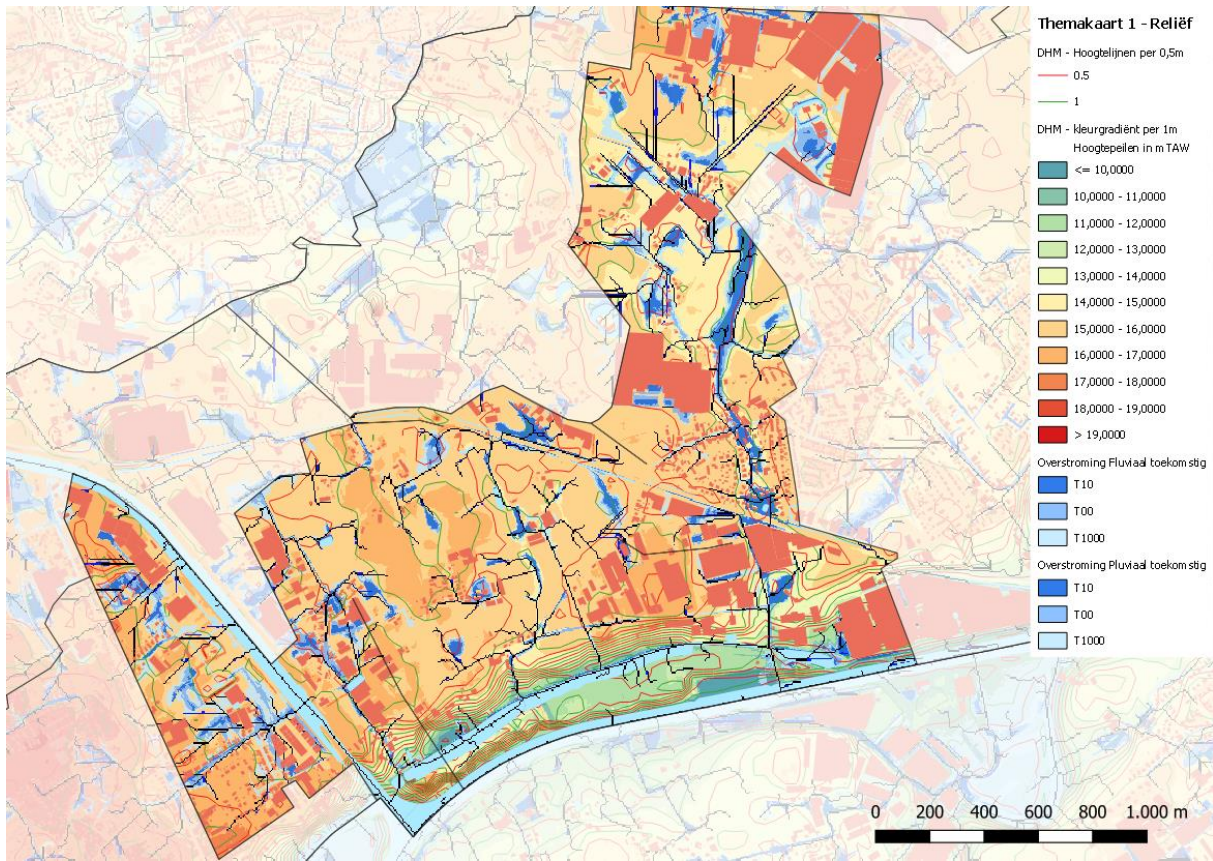 Themakaart 1 - Reliëf
DHM - Hoogtelijnen per 0,5m
0.5
1
DHM - kleurgradiënt per 1m
Hoogtepeilen in mTAW
<= 10,0000
10,0000 - 11,0000
11,0000 - 12,0000
12,0000 - 13,0000
13,0000 - 14,0000
14,0000 - 15,0000
15,0000 - 16,0000
16,0000 - 17,0000
17,0000 - 18,0000
18,0000 - 19,0000
> 19,0000
Overstroming Fluviaal toekomstig
T10
T00
T1000
Overstroming Pluviaal toekomstig
T10
T00
T1000
0 200 400 600 800 1.000 m